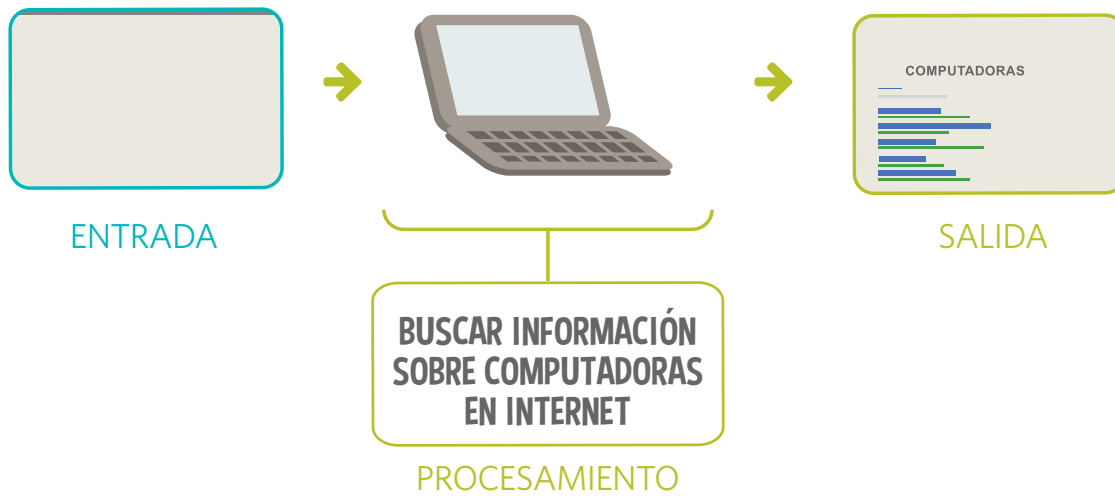 COMPUTADORAS
ENTRADA
SALIDA
BUSCAR INFORMACIÓN
SOBRE COMPUTADORAS
EN INTERNET
PROCESAMIENTO